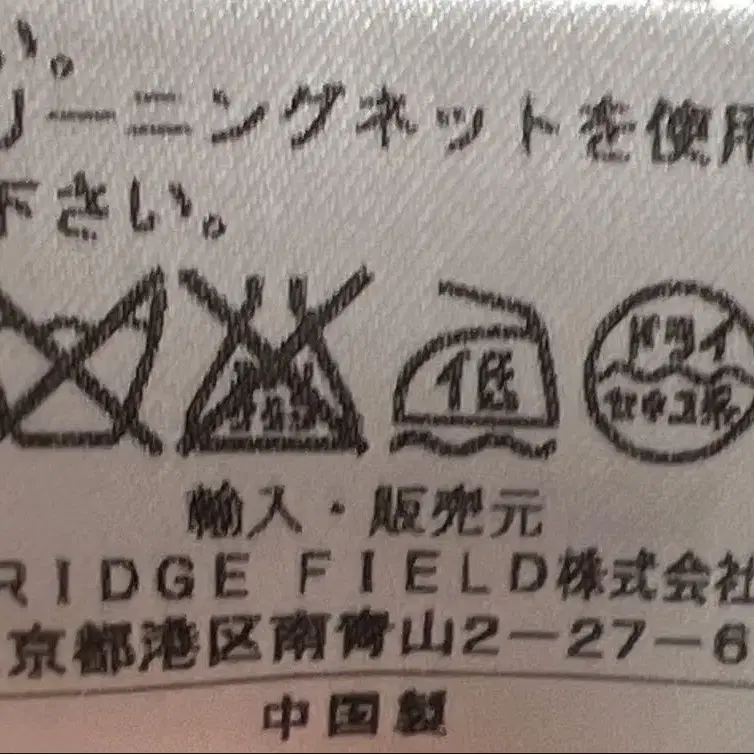 い。
リーニングネットを使用
下さい。
低
ドライ
セキユ系
輸入・販売元
RIDGE FIELD株式会社
京都港区南青山2-27-6
中国製